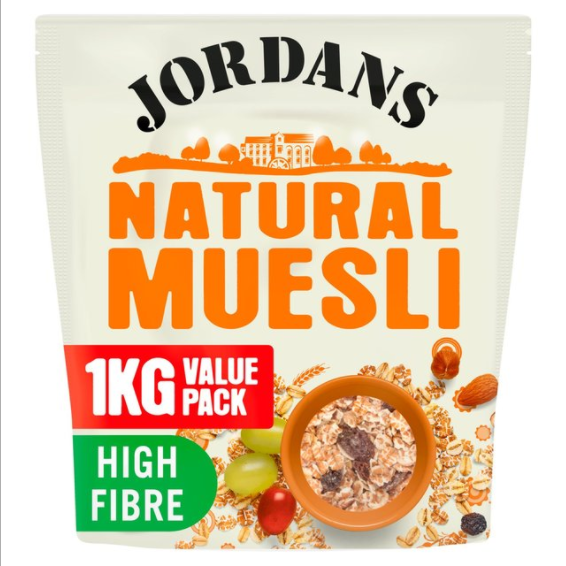 JORDANS
NATURAL
MUESLI
1KG VALUE PACK
HIGH
FIBRE